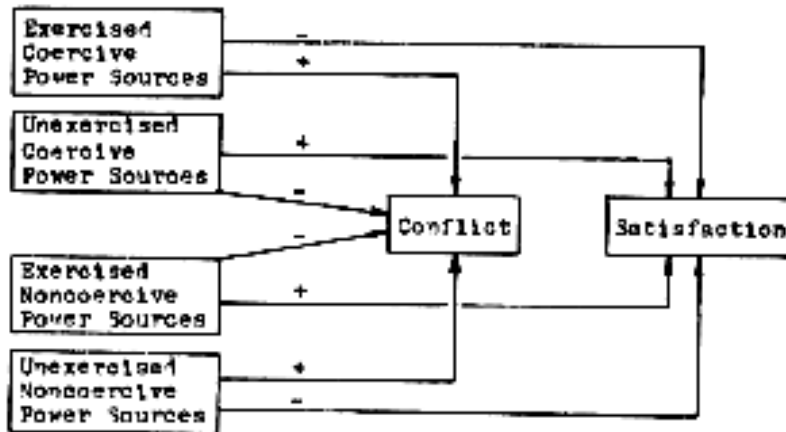 Exercised
Coercive
Power Sources
-
+
Unexercised
Coercive
Power Sources
+
-
Conflict
Satisfaction
-
Exercised
Noncoercive
Power Sources
+
Unexercised
Noncoercive
Power Sources
+
-